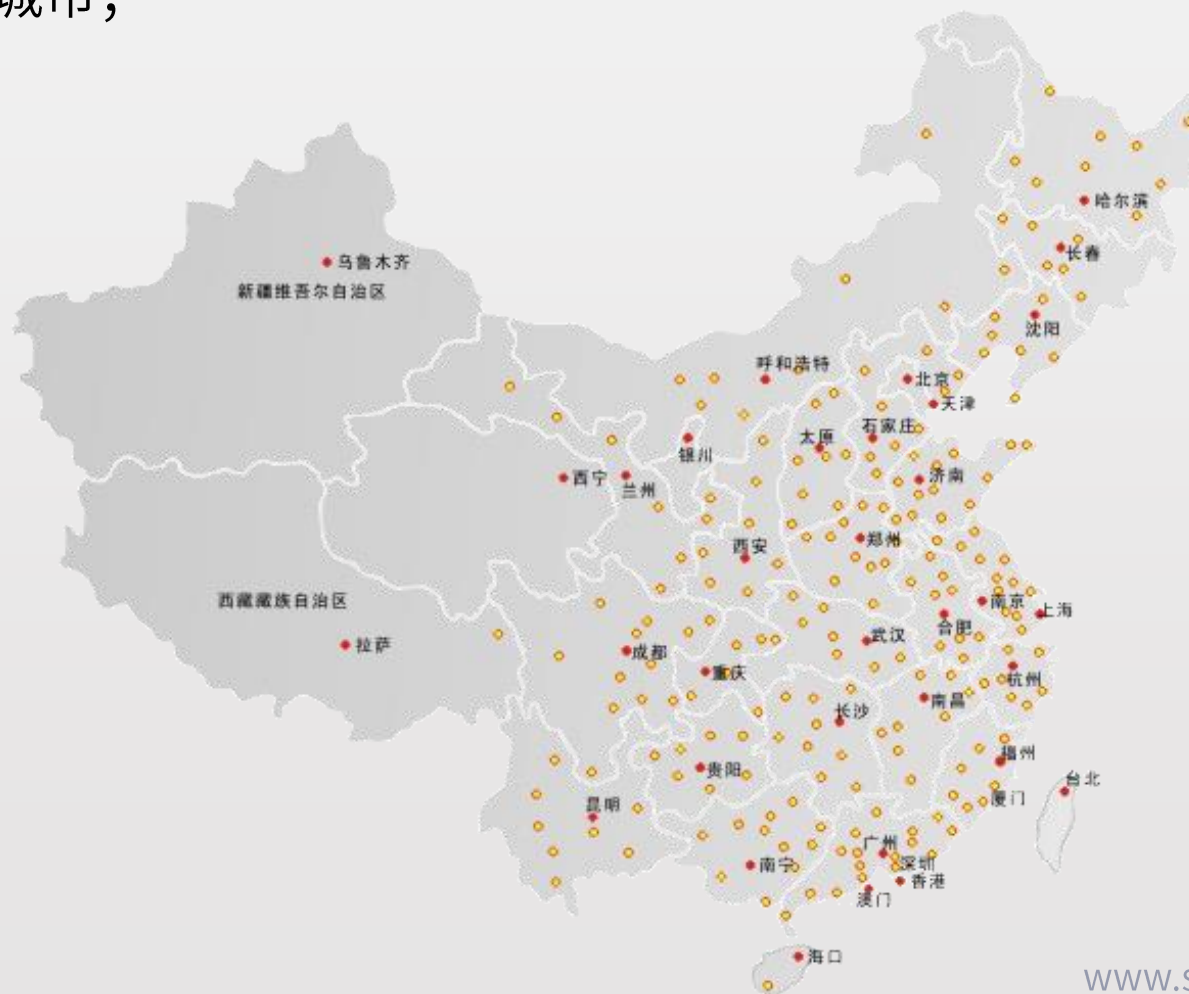 城市，
哈尔滨
长春
乌鲁木齐
新疆维吾尔自治区
沈阳
呼和浩特
北京
天津
石家庄
太原
银川
济南
西宁
兰州
郑州
西安
西藏藏族自治区
南京
上海
合肥
武汉
拉萨
成都
重庆
杭州
南昌
长沙
福州
贵阳
台北
厦门
昆明
广州
南宁
深圳
香港
澳门
海口
www.s